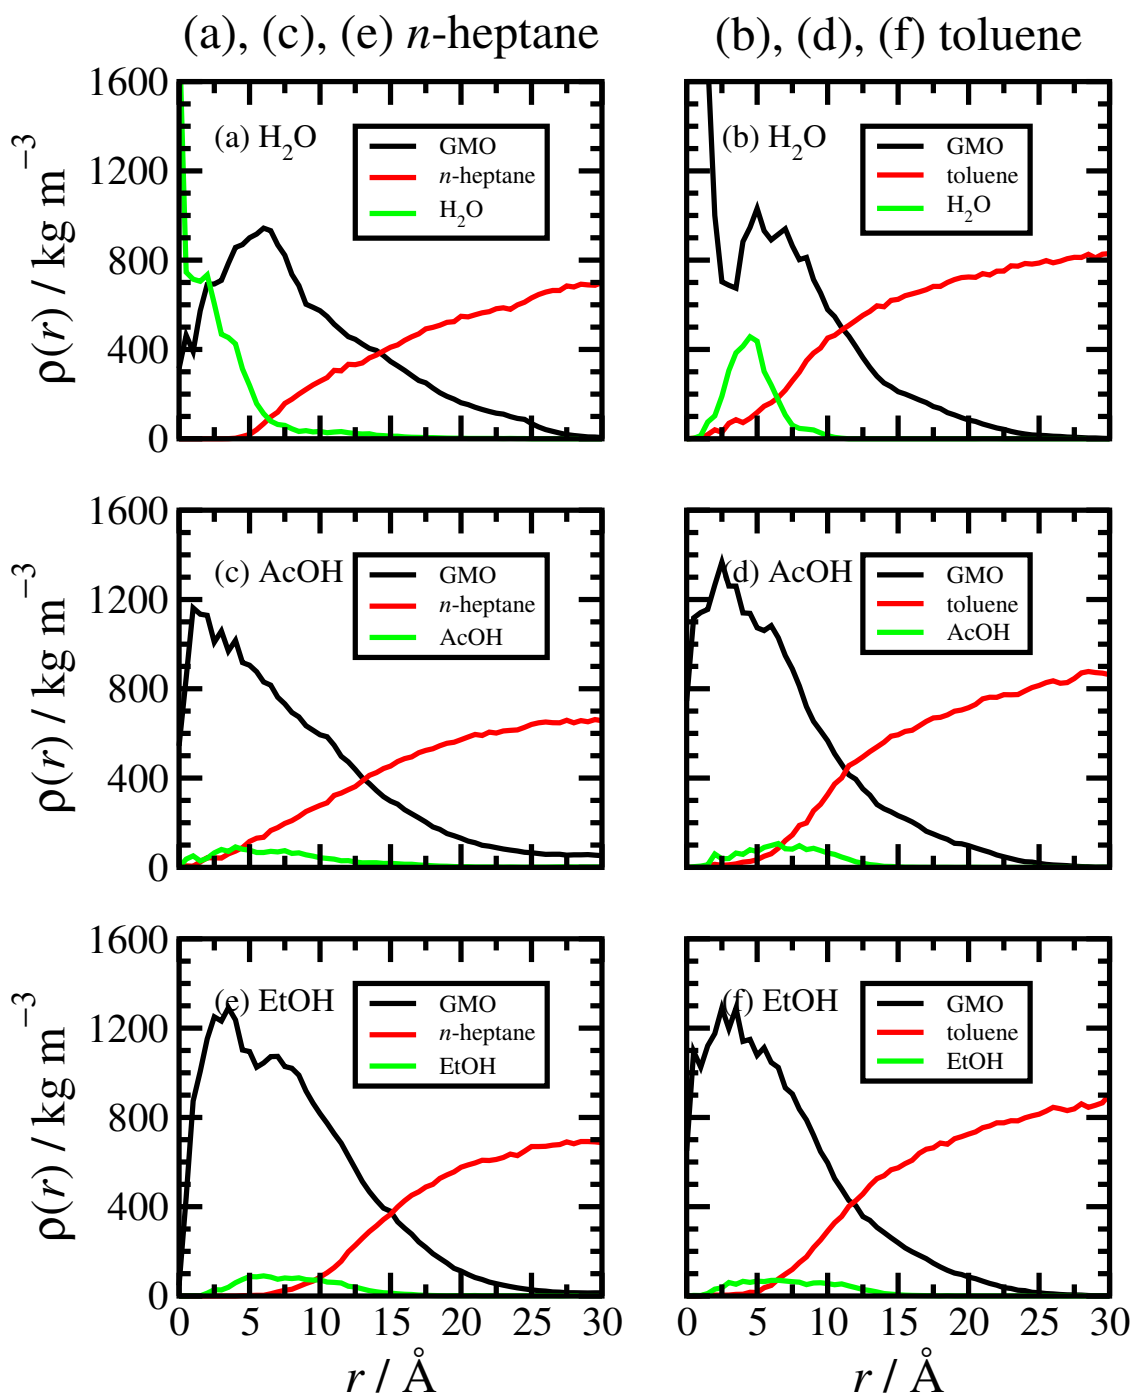 (a), (c), (e) n-heptane
(b), (d), (f) toluene
ρ(r) / kg m⁻³
1600
1200
800
400
0
(a) H₂O
GMO
n-heptane
H₂O
(b) H₂O
GMO
toluene
H₂O
ρ(r) / kg m⁻³
1600
1200
800
400
0
(c) AcOH
GMO
n-heptane
AcOH
(d) AcOH
GMO
toluene
AcOH
ρ(r) / kg m⁻³
1600
1200
800
400
0
(e) EtOH
GMO
n-heptane
EtOH
(f) EtOH
GMO
toluene
EtOH
0 5 10 15 20 25 30
0 5 10 15 20 25 30
r / Å
r / Å